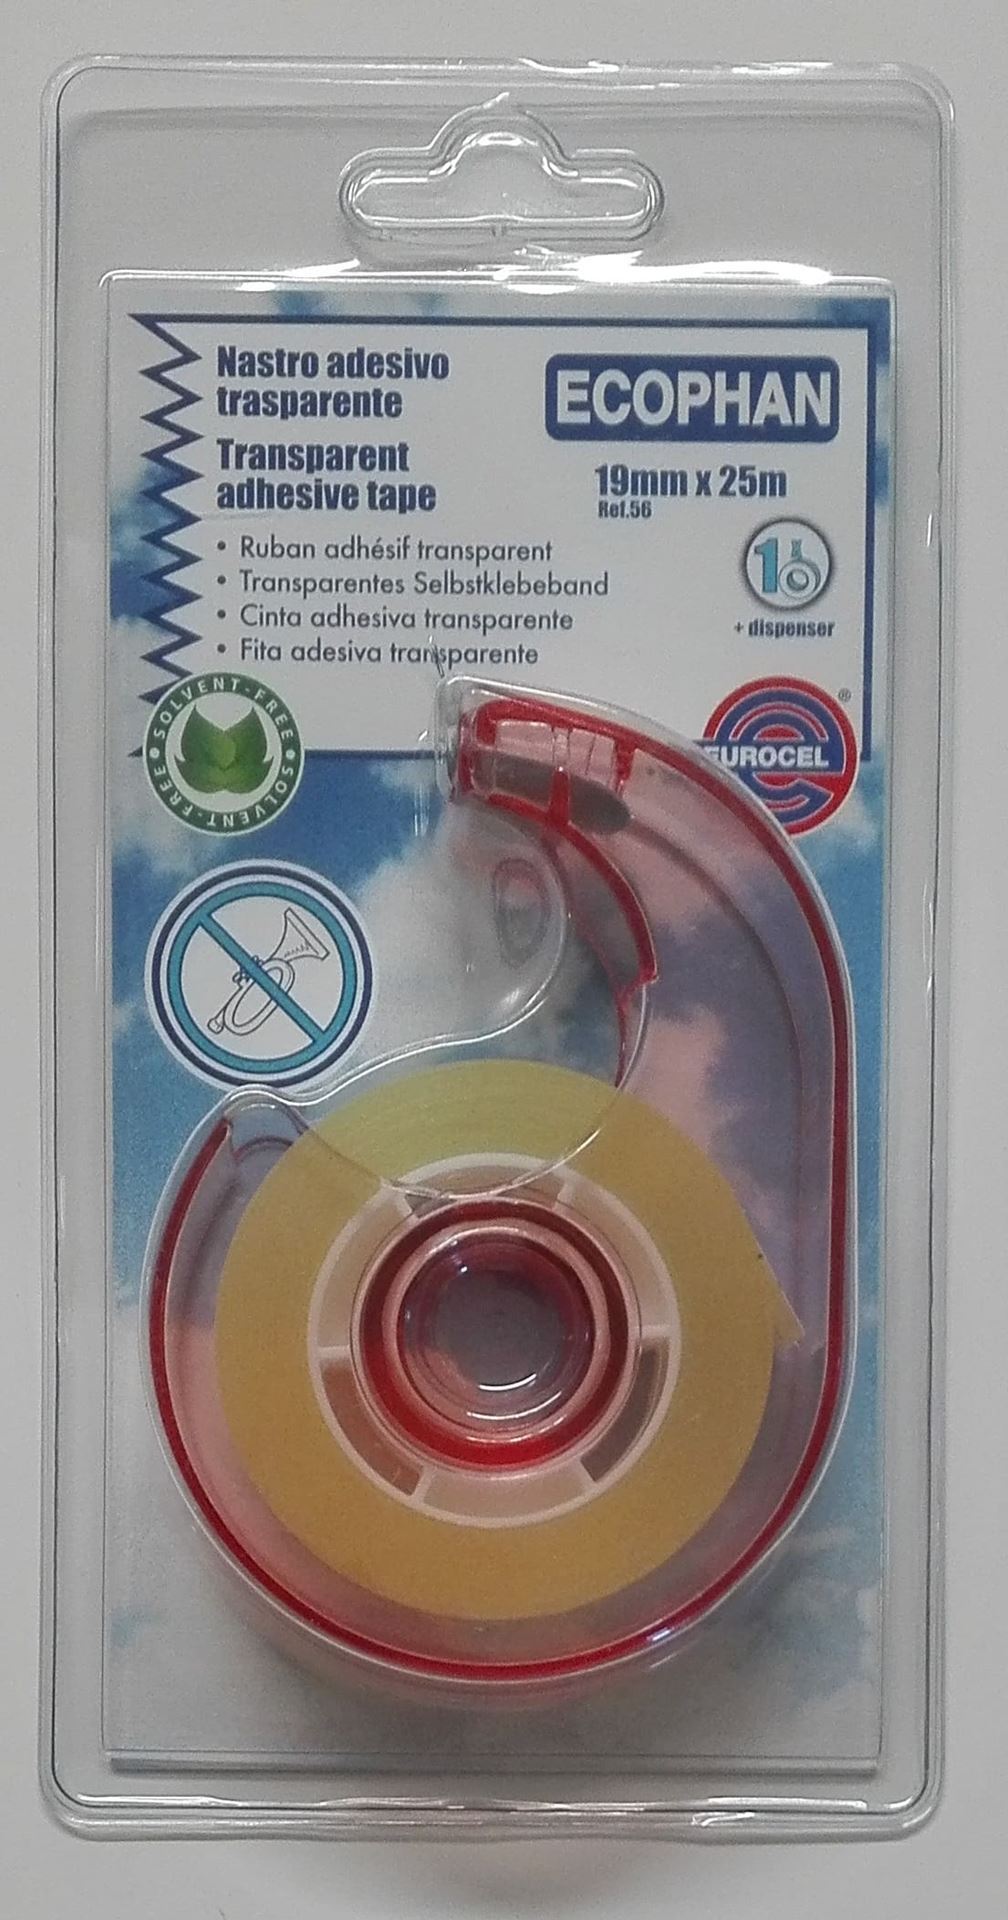 Nastro adesivo
trasparente
Transparent
adhesive tape
ECOPHAN
19mm x 25m
Ref.56
• Ruban adhésif transparent
• Transparentes Selbstklebeband
• Cinta adhesiva transparente
• Fita adesiva transparente
1x
+ dispenser
SOLVENT-FREE • SOLVENT-FREE •
EUROCEL
®